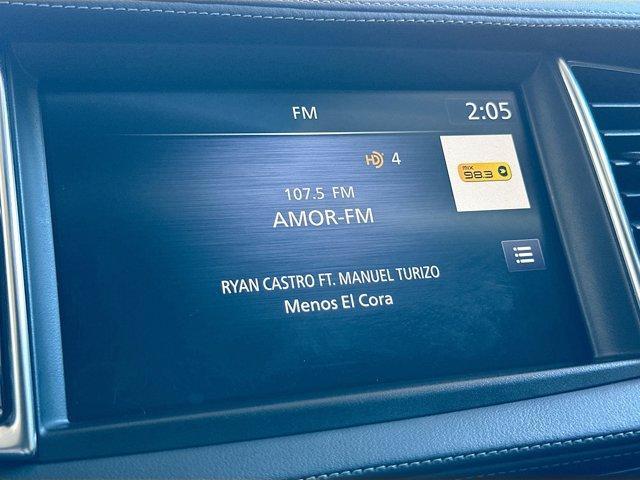 FM 2:05
HD 4
mix
98.3
107.5 FM
AMOR-FM
RYAN CASTRO FT. MANUEL TURIZO
Menos El Cora